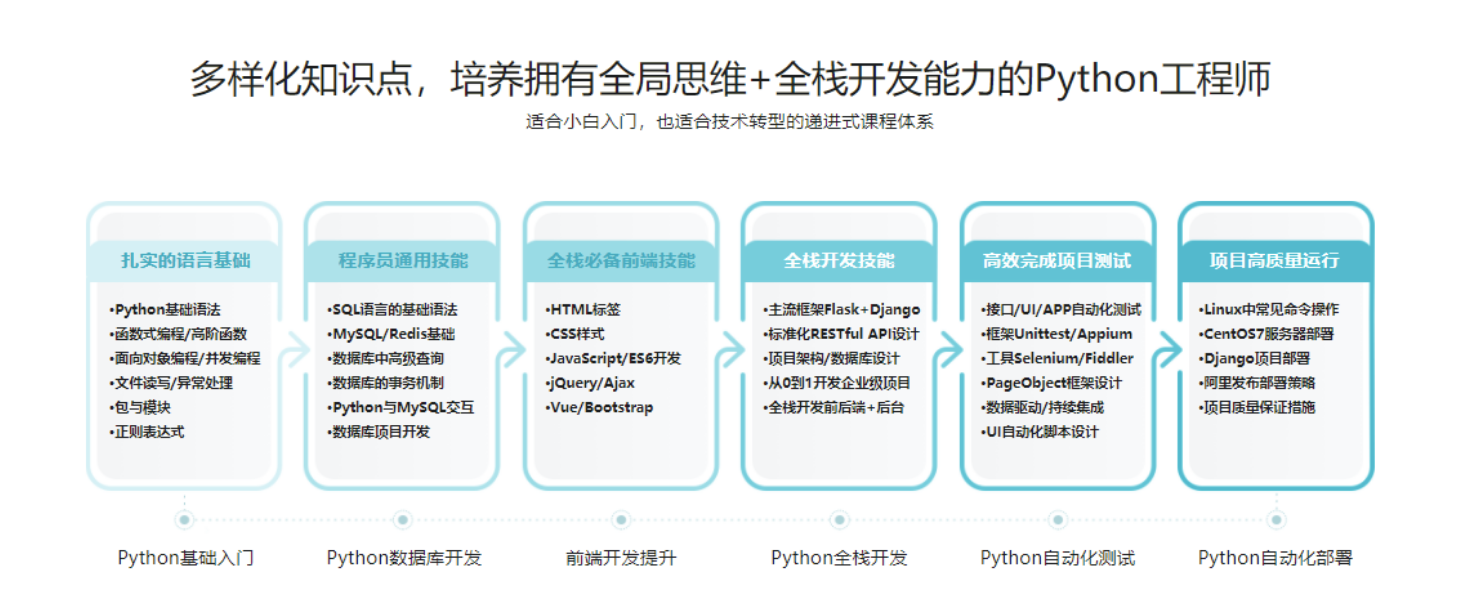 多样化知识点，培养拥有全局思维+全栈开发能力的Python工程师
适合小白入门，也适合技术转型的递进式课程体系
扎实的语言基础
•Python基础语法
•函数式编程/高阶函数
•面向对象编程/并发编程
•文件读写/异常处理
•包与模块
•正则表达式
程序员通用技能
•SQL语言的基础语法
•MySQL/Redis基础
•数据库中高级查询
•数据库的事务机制
•Python与MySQL交互
•数据库项目开发
全栈必备前端技能
•HTML标签
•CSS样式
•JavaScript/ES6开发
•jQuery/Ajax
•Vue/Bootstrap
全栈开发技能
•主流框架Flask+Django
•标准化RESTful API设计
•项目架构/数据库设计
•从0到1开发企业级项目
•全栈开发前后端+后台
高效完成项目测试
•接口/UI/APP自动化测试
•框架Unittest/Appium
•工具Selenium/Fiddler
•PageObject框架设计
•数据驱动/持续集成
•UI自动化脚本设计
项目高质量运行
•Linux中常见命令操作
•CentOS7服务器部署
•Django项目部署
•阿里发布部署策略
•项目质量保证措施
Python基础入门
Python数据库开发
前端开发提升
Python全栈开发
Python自动化测试
Python自动化部署